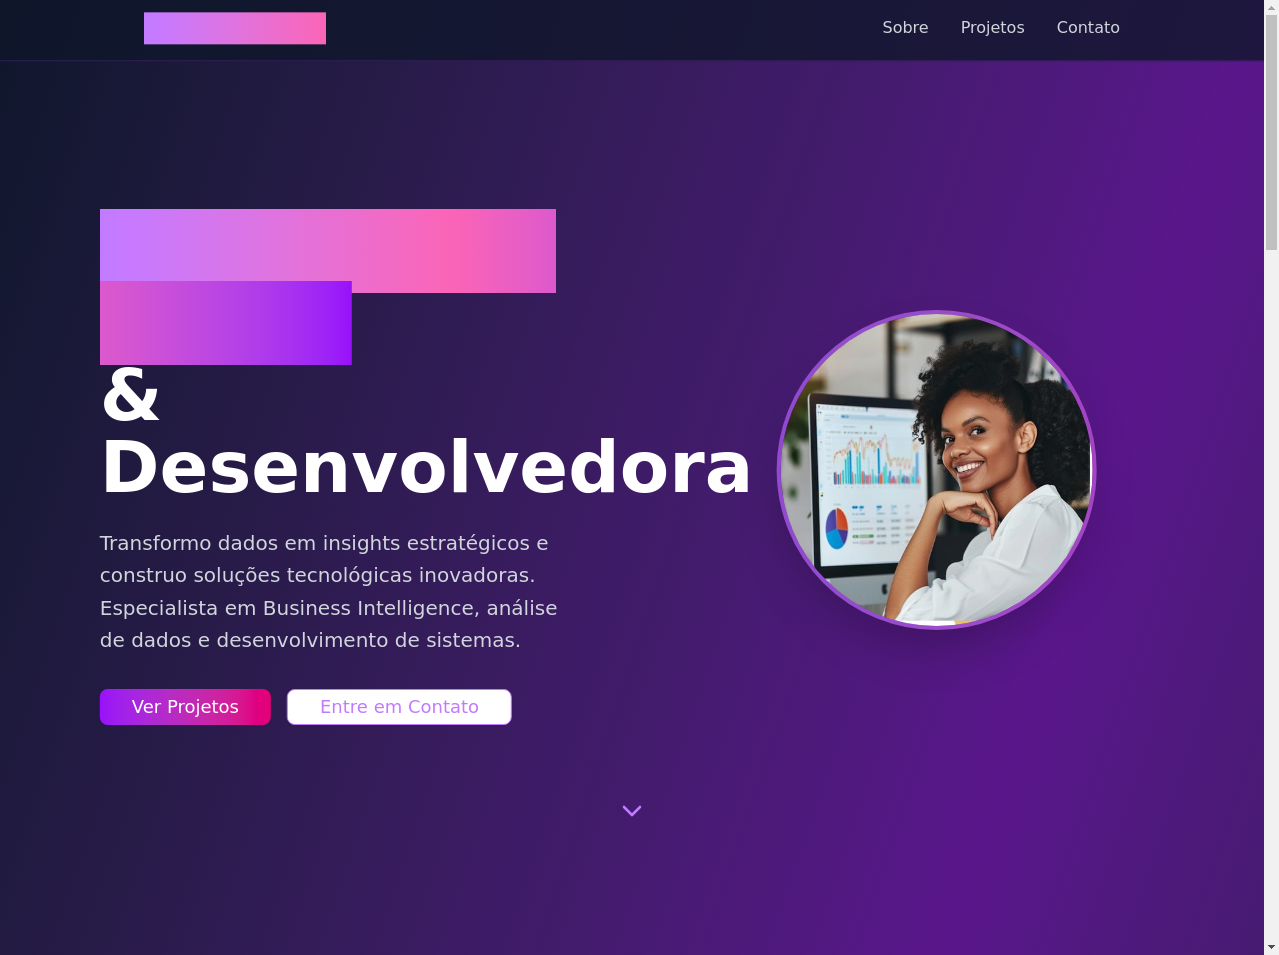 Sobre
Projetos
Contato
&
Desenvolvedora
Transformo dados em insights estratégicos e
construo soluções tecnológicas inovadoras.
Especialista em Business Intelligence, análise
de dados e desenvolvimento de sistemas.
Ver Projetos
Entre em Contato